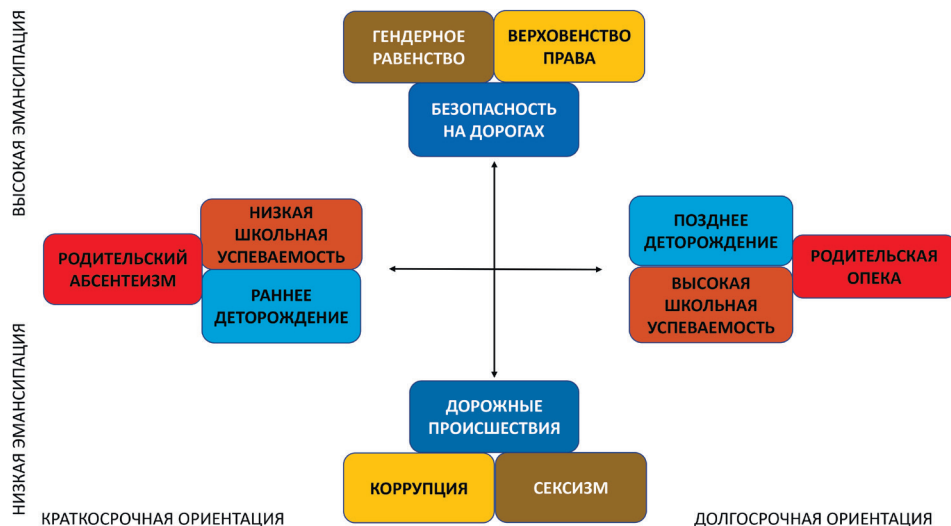 ВЫСОКАЯ ЭМАНСИПАЦИЯ
ГЕНДЕРНОЕ
РАВЕНСТВО
ВЕРХОВЕНСТВО
ПРАВА
БЕЗОПАСНОСТЬ
НА ДОРОГАХ
РОДИТЕЛЬСКИЙ
АБСЕНТЕИЗМ
НИЗКАЯ
ШКОЛЬНАЯ
УСПЕВАЕМОСТЬ
РАННЕЕ
ДЕТОРОЖДЕНИЕ
ПОЗДНЕЕ
ДЕТОРОЖДЕНИЕ
ВЫСОКАЯ
ШКОЛЬНАЯ
УСПЕВАЕМОСТЬ
РОДИТЕЛЬСКАЯ
ОПЕКА
НИЗКАЯ ЭМАНСИПАЦИЯ
ДОРОЖНЫЕ
ПРОИСШЕСТВИЯ
КОРРУПЦИЯ
СЕКСИЗМ
КРАТКОСРОЧНАЯ ОРИЕНТАЦИЯ
ДОЛГОСРОЧНАЯ ОРИЕНТАЦИЯ